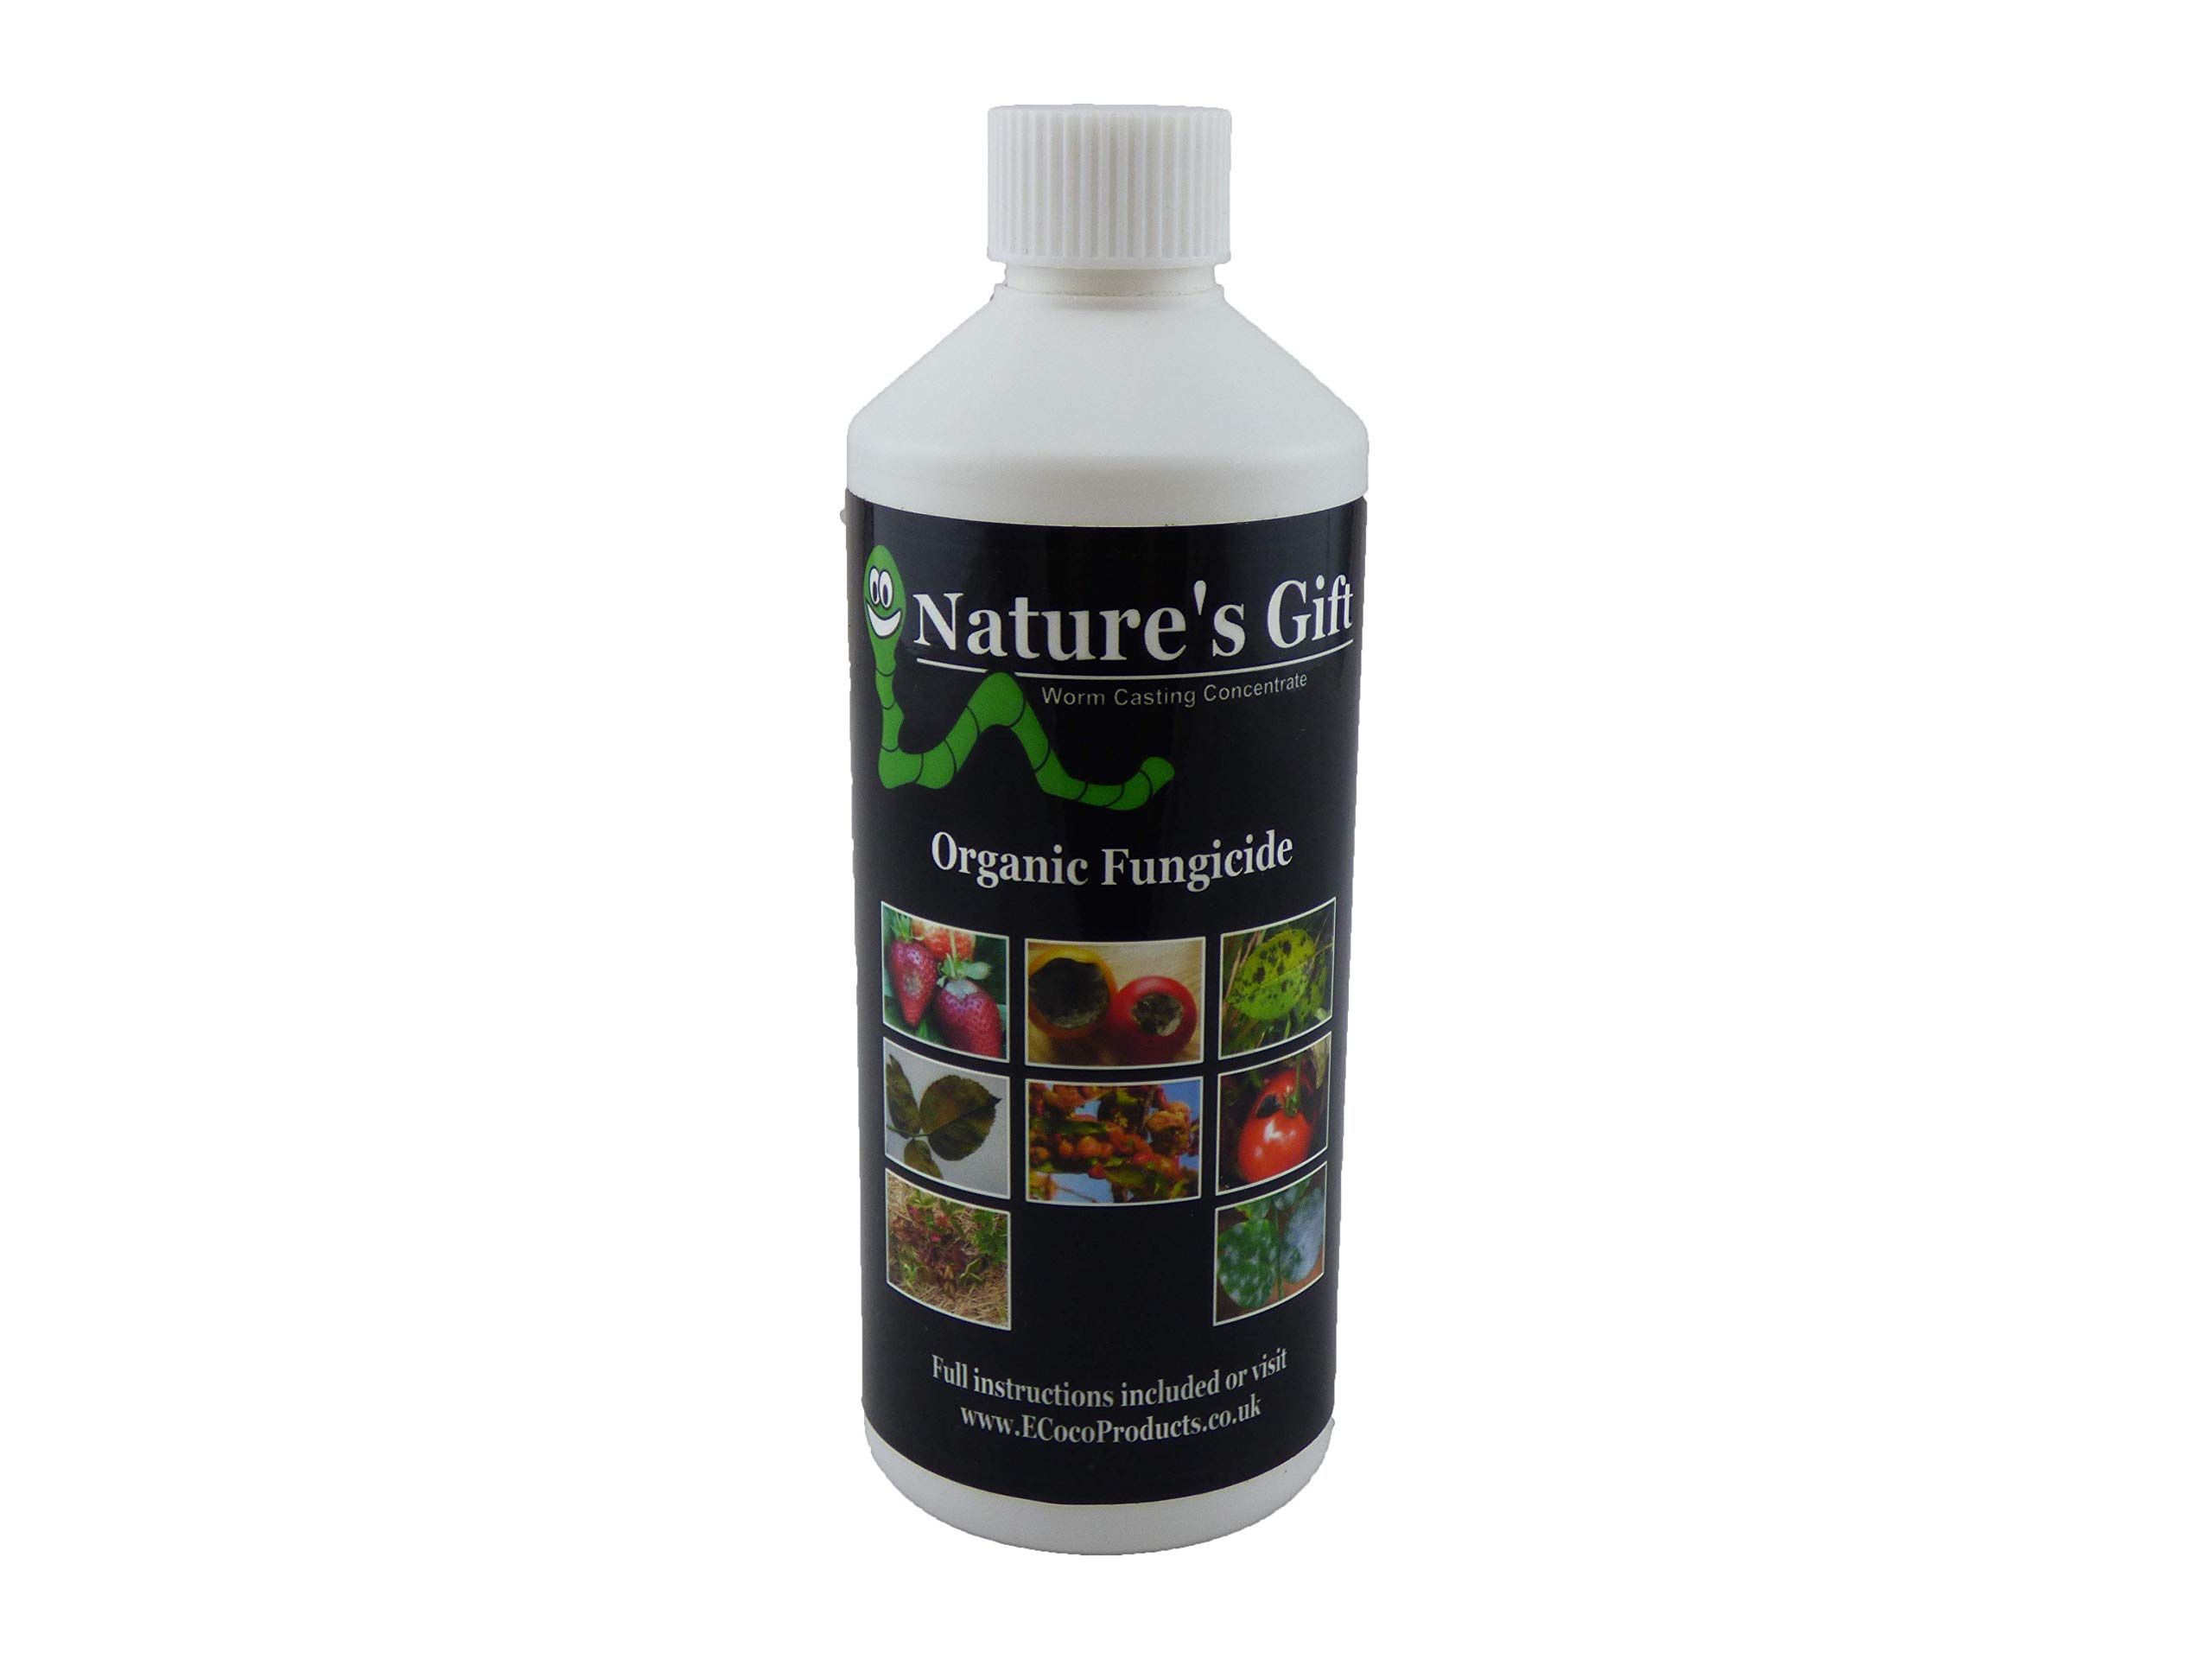 Nature's Gift
Worm Casting Concentrate
Organic Fungicide
Full instructions included or visit
www.ECocoProducts.co.uk